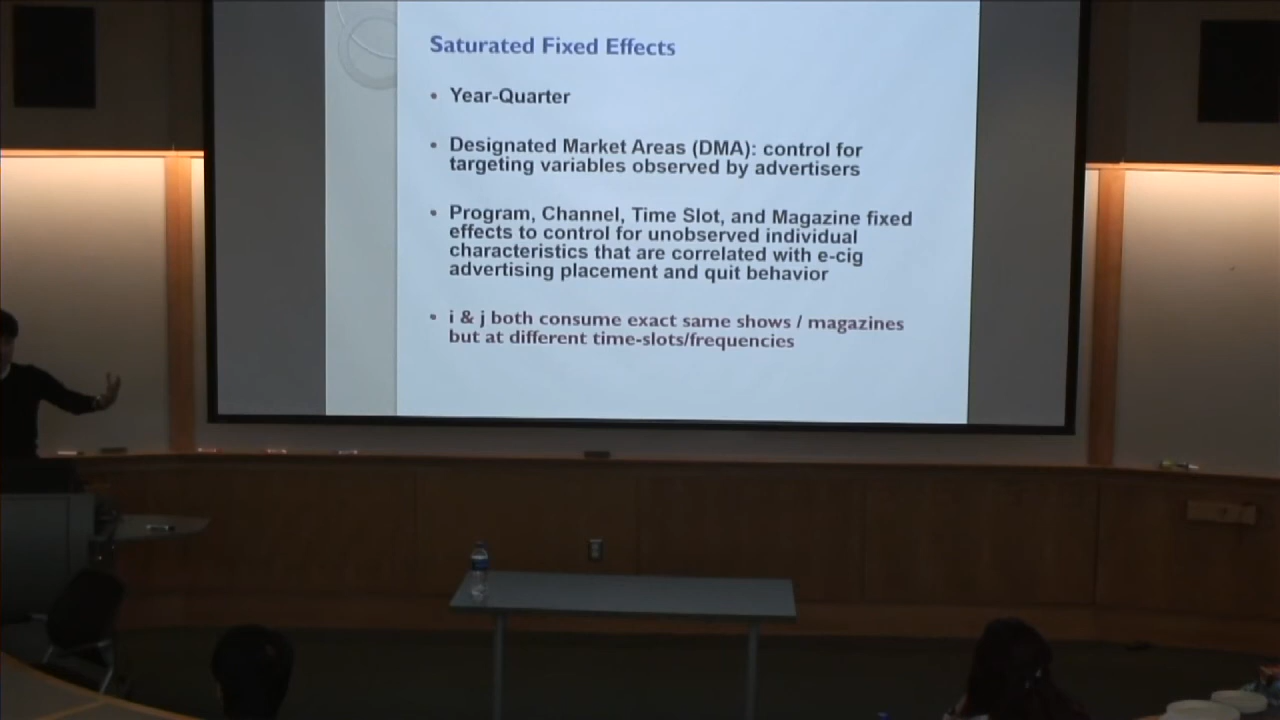 Saturated Fixed Effects
• Year-Quarter
• Designated Market Areas (DMA): control for
targeting variables observed by advertisers
• Program, Channel, Time Slot, and Magazine fixed
effects to control for unobserved individual
characteristics that are correlated with e-cig
advertising placement and quit behavior
• i & j both consume exact same shows / magazines
but at different time-slots/frequencies